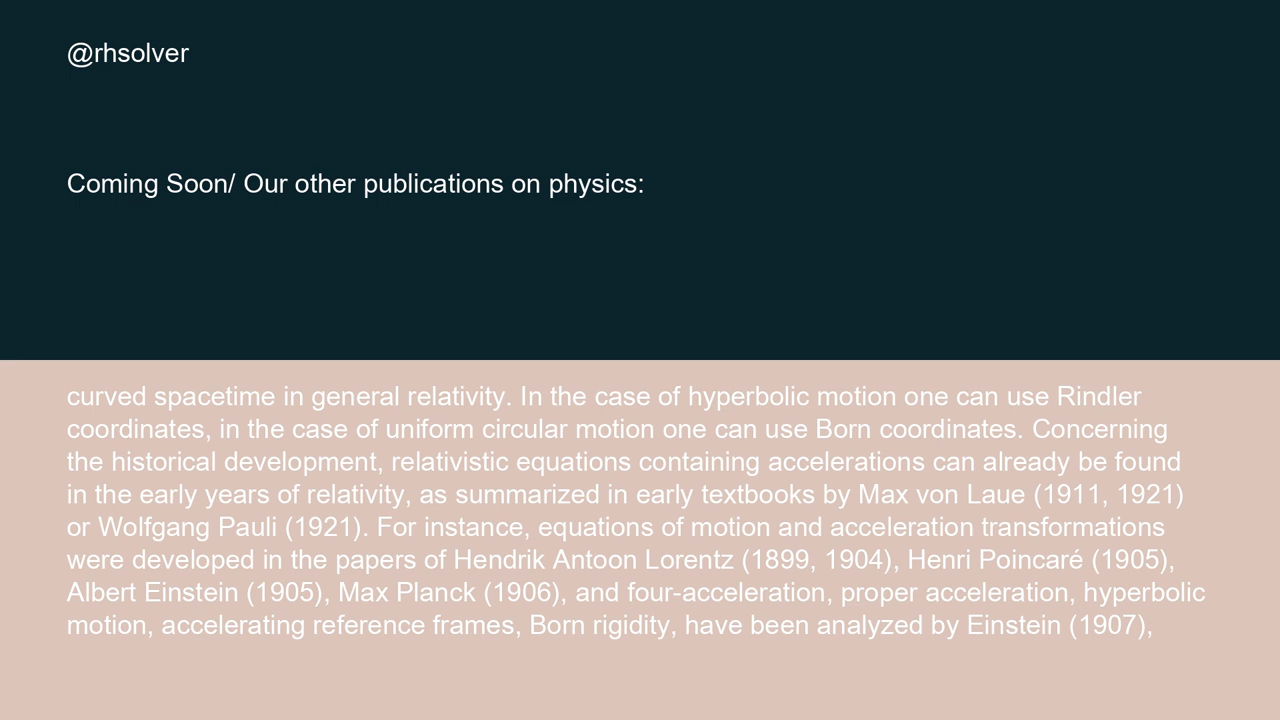 @rhsolver
Coming Soon/ Our other publications on physics:
curved spacetime in general relativity. In the case of hyperbolic motion one can use Rindler
coordinates, in the case of uniform circular motion one can use Born coordinates. Concerning
the historical development, relativistic equations containing accelerations can already be found
in the early years of relativity, as summarized in early textbooks by Max von Laue (1911, 1921)
or Wolfgang Pauli (1921). For instance, equations of motion and acceleration transformations
were developed in the papers of Hendrik Antoon Lorentz (1899, 1904), Henri Poincaré (1905),
Albert Einstein (1905), Max Planck (1906), and four-acceleration, proper acceleration, hyperbolic
motion, accelerating reference frames, Born rigidity, have been analyzed by Einstein (1907),